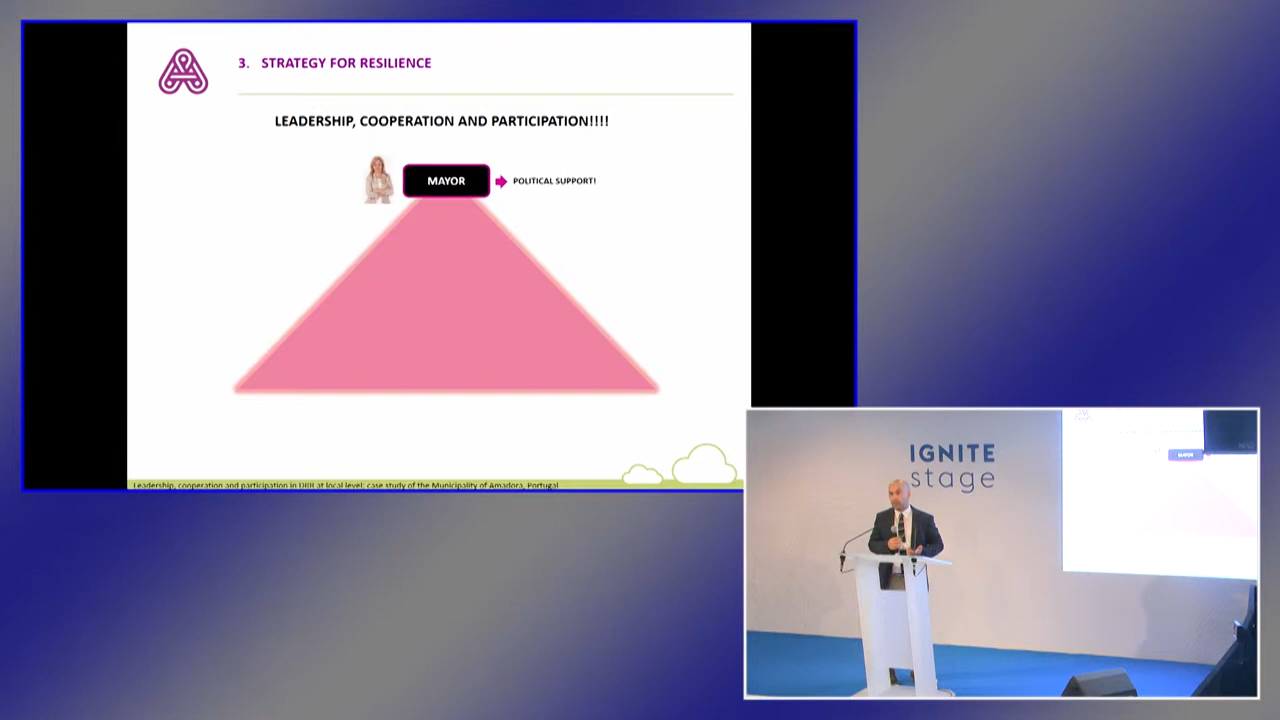 3. STRATEGY FOR RESILIENCE
LEADERSHIP, COOPERATION AND PARTICIPATION!!!!
MAYOR
POLITICAL SUPPORT!
Leadership, cooperation and participation in DRR at local level: case study of the Municipality of Amadora, Portugal
IGNITE
stage
MAYOR